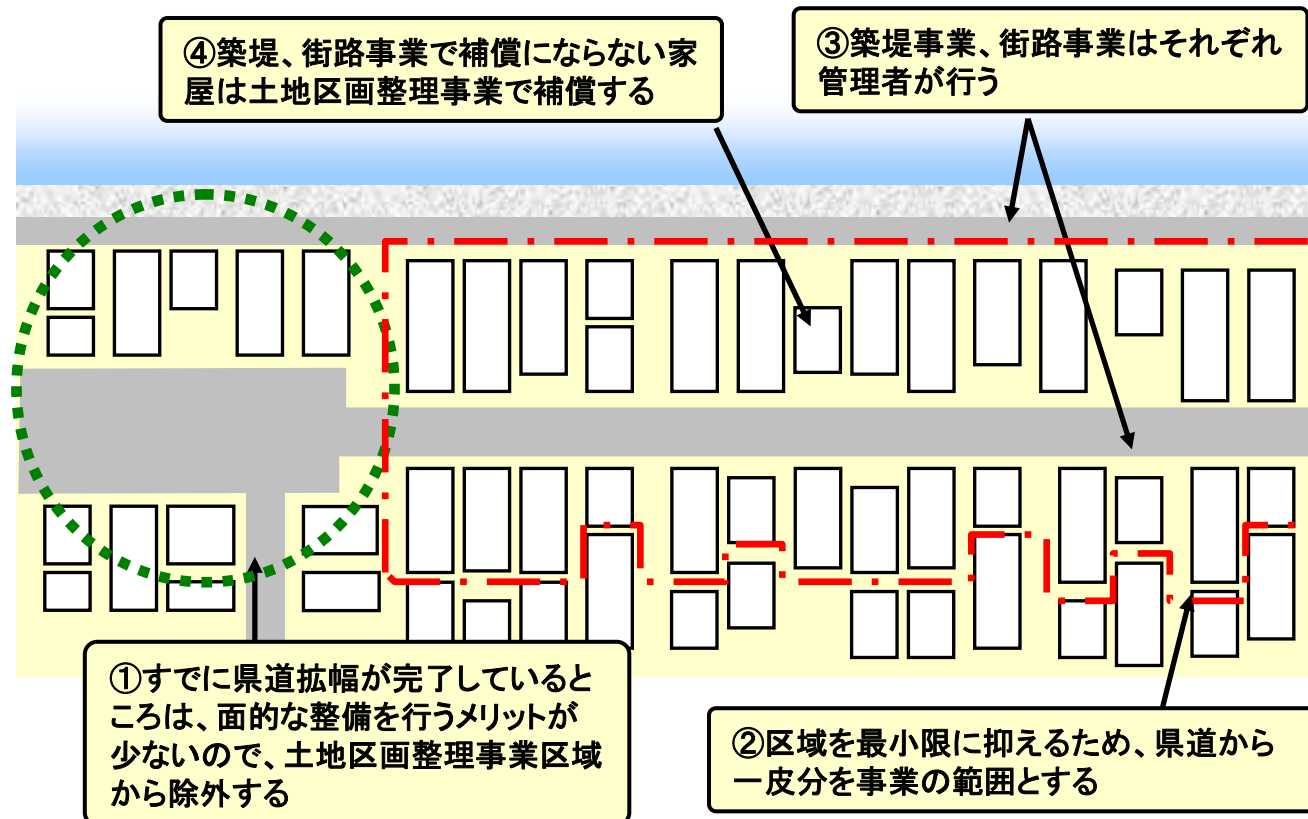 ④築堤、街路事業で補償にならない家
屋は土地区画整理事業で補償する
③築堤事業、街路事業はそれぞれ
管理者が行う
①すでに県道拡幅が完了していると
ころは、面的な整備を行うメリットが
少ないので、土地区画整理事業区域
から除外する
②区域を最小限に抑えるため、県道から
一皮分を事業の範囲とする